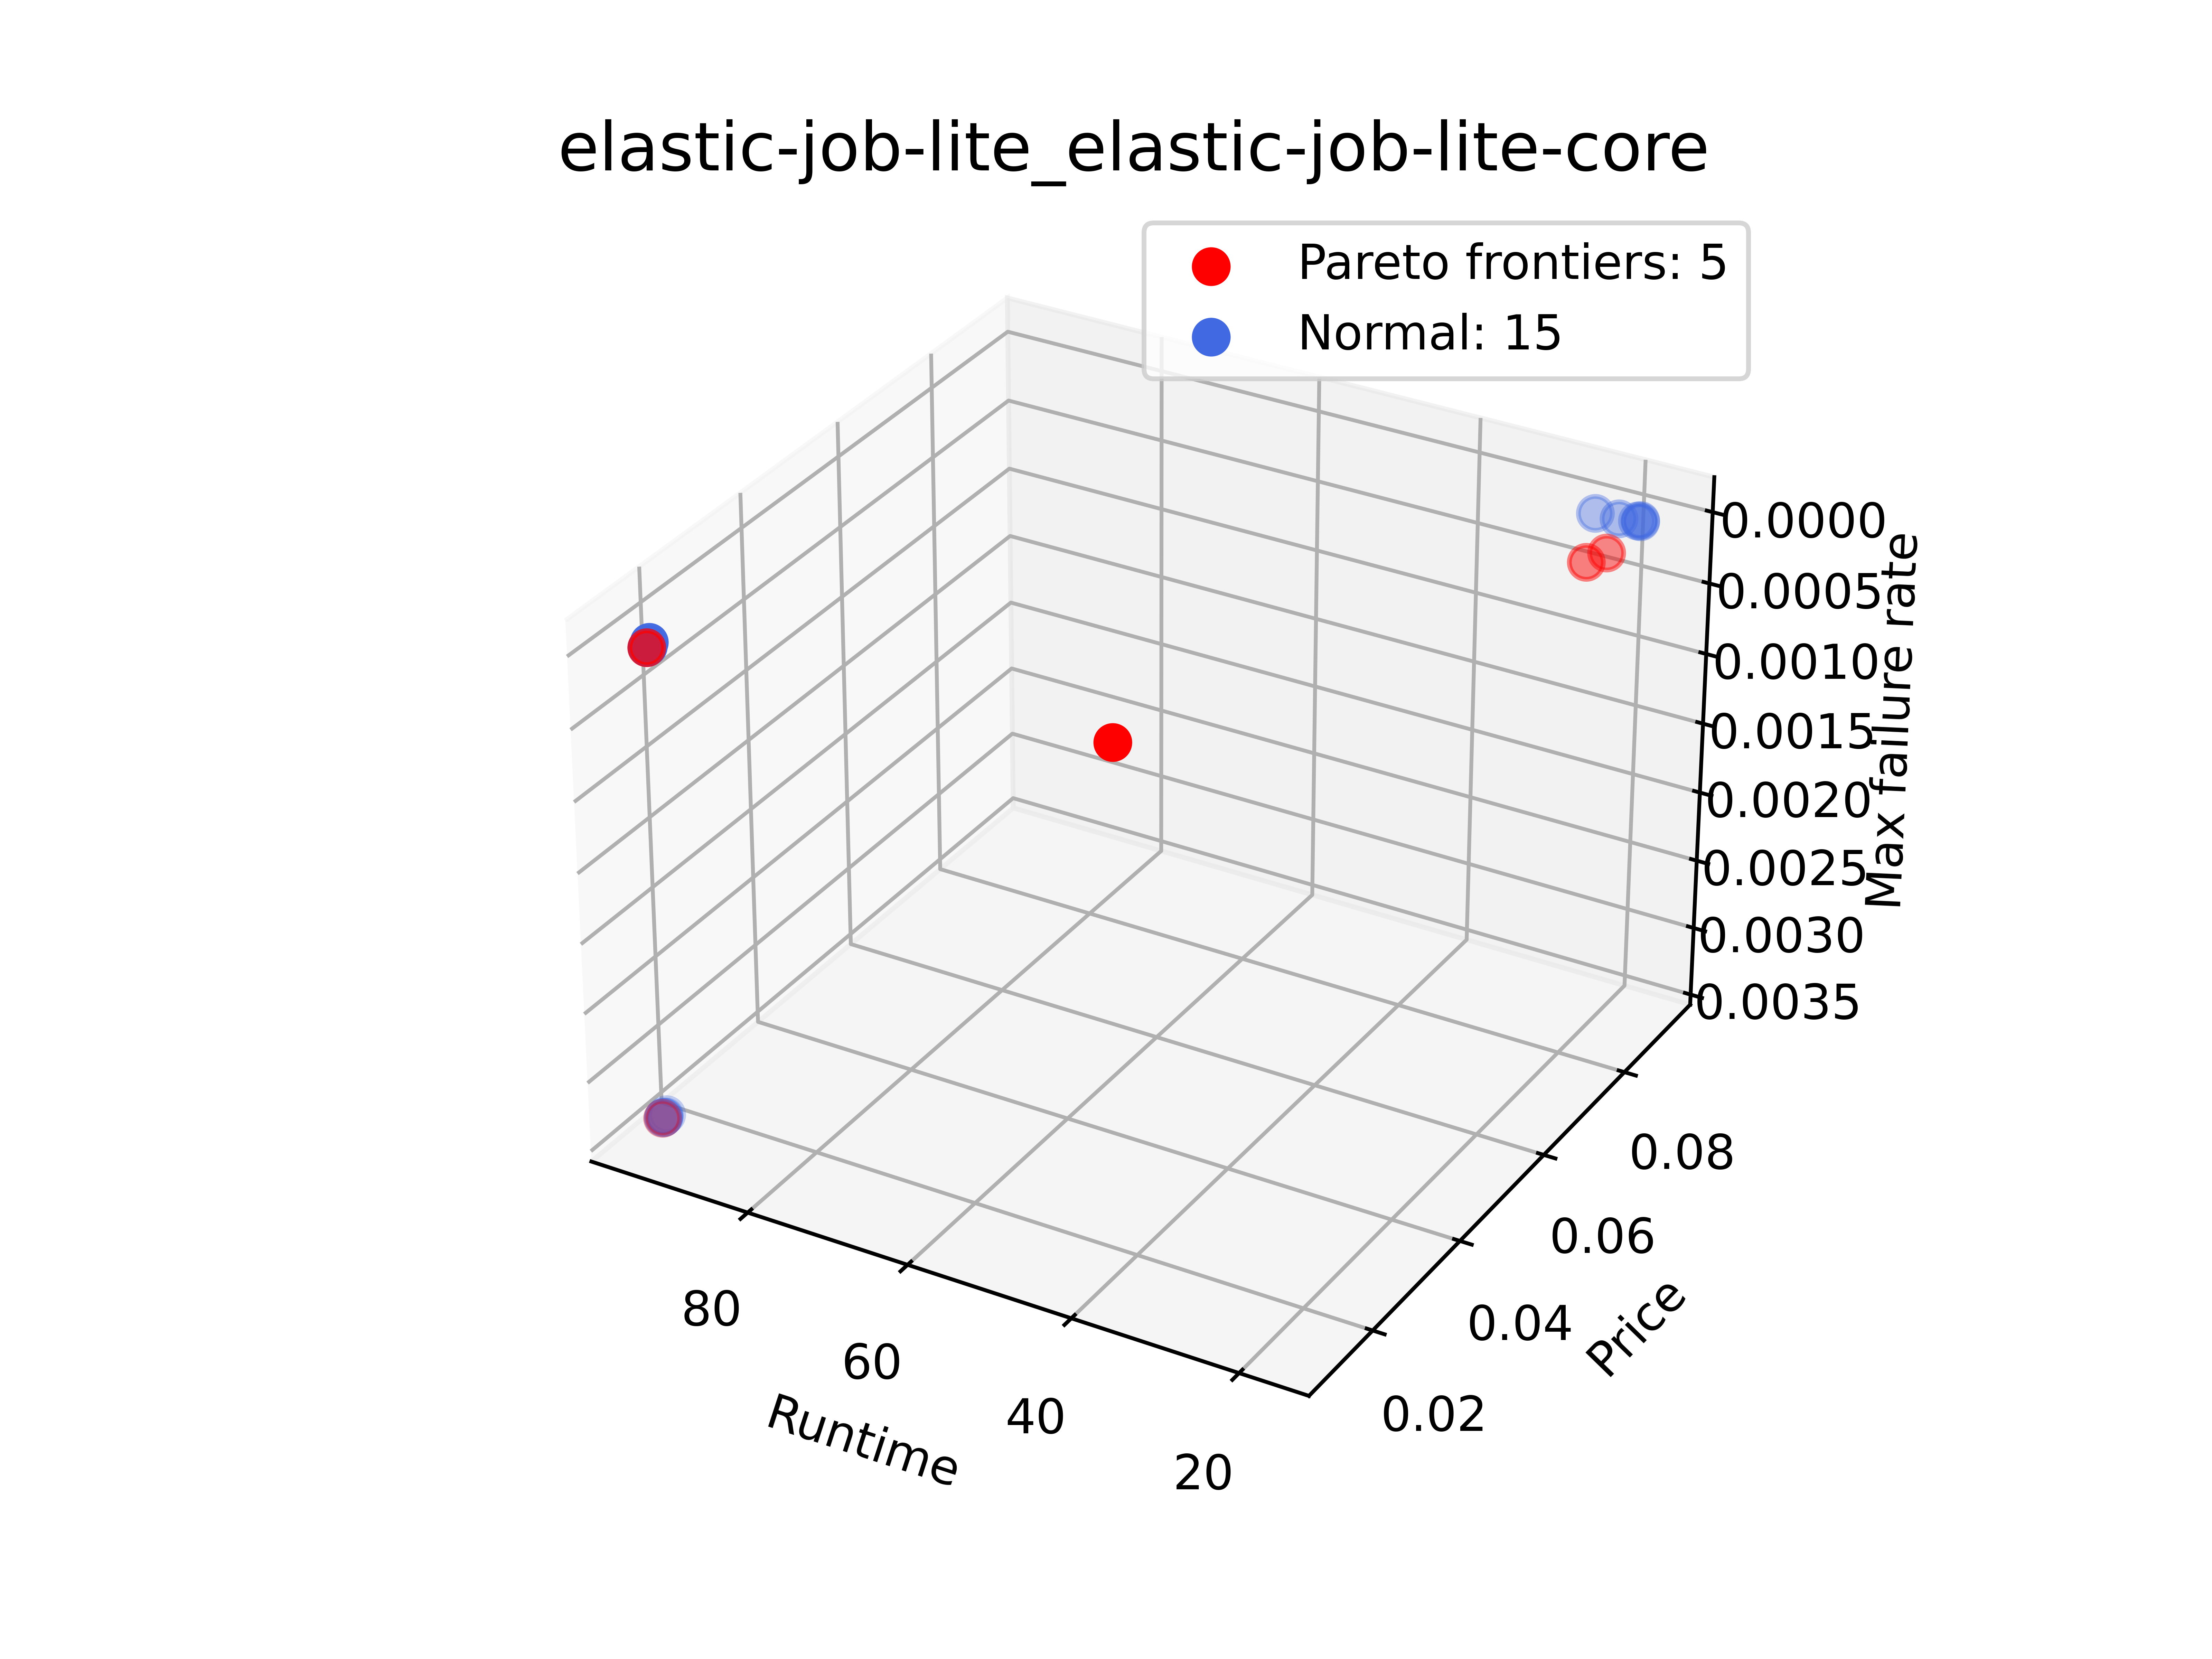 elastic-job-lite_elastic-job-lite-core
Pareto frontiers: 5
Normal: 15
0.0000
0.0005
0.0010
0.0015
0.0020
0.0025
0.0030
0.0035
Max failure rate
0.08
0.06
0.04
0.02
Price
80
60
40
20
Runtime